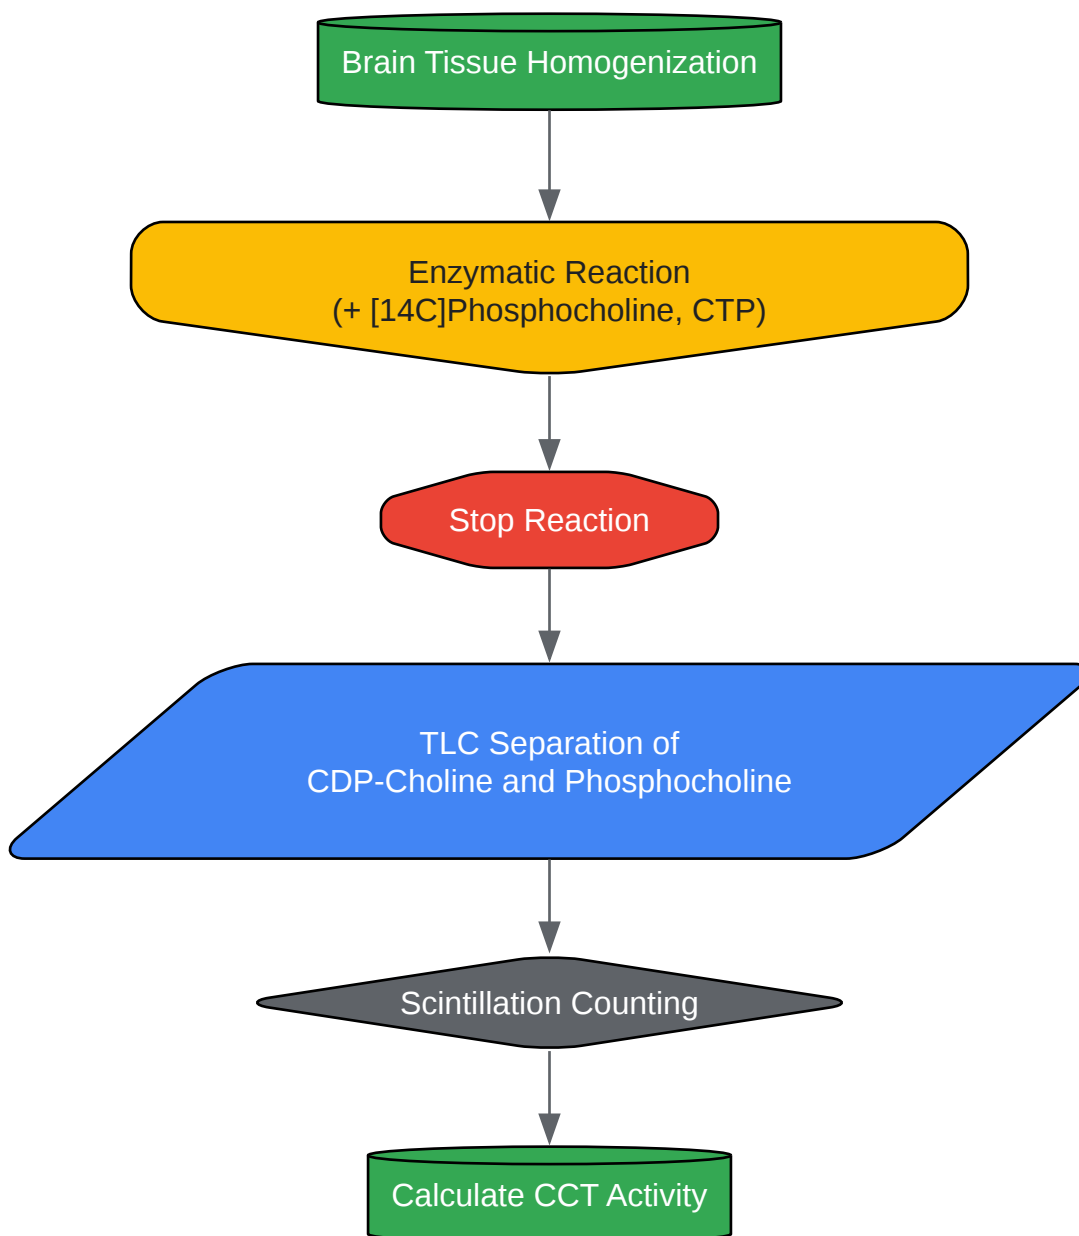 Brain Tissue Homogenization
Enzymatic Reaction
(+ [14C]Phosphocholine, CTP)
Stop Reaction
TLC Separation of
CDP-Choline and Phosphocholine
Scintillation Counting
Calculate CCT Activity